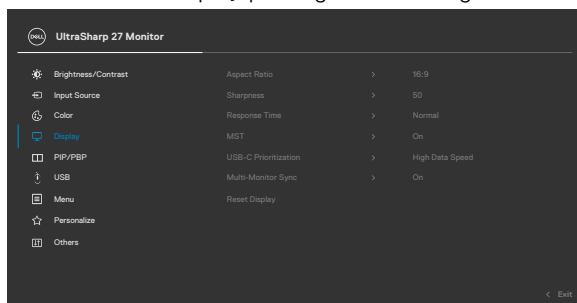 DELL UltraSharp 27 Monitor
Brightness/Contrast Aspect Ratio > 16:9
Input Source Sharpness > 50
Color Response Time > Normal
Display MST > On
PIP/PBP USB-C Prioritization > High Data Speed
USB Multi-Monitor Sync > On
Menu Reset Display
Personalize
Others
< Exit